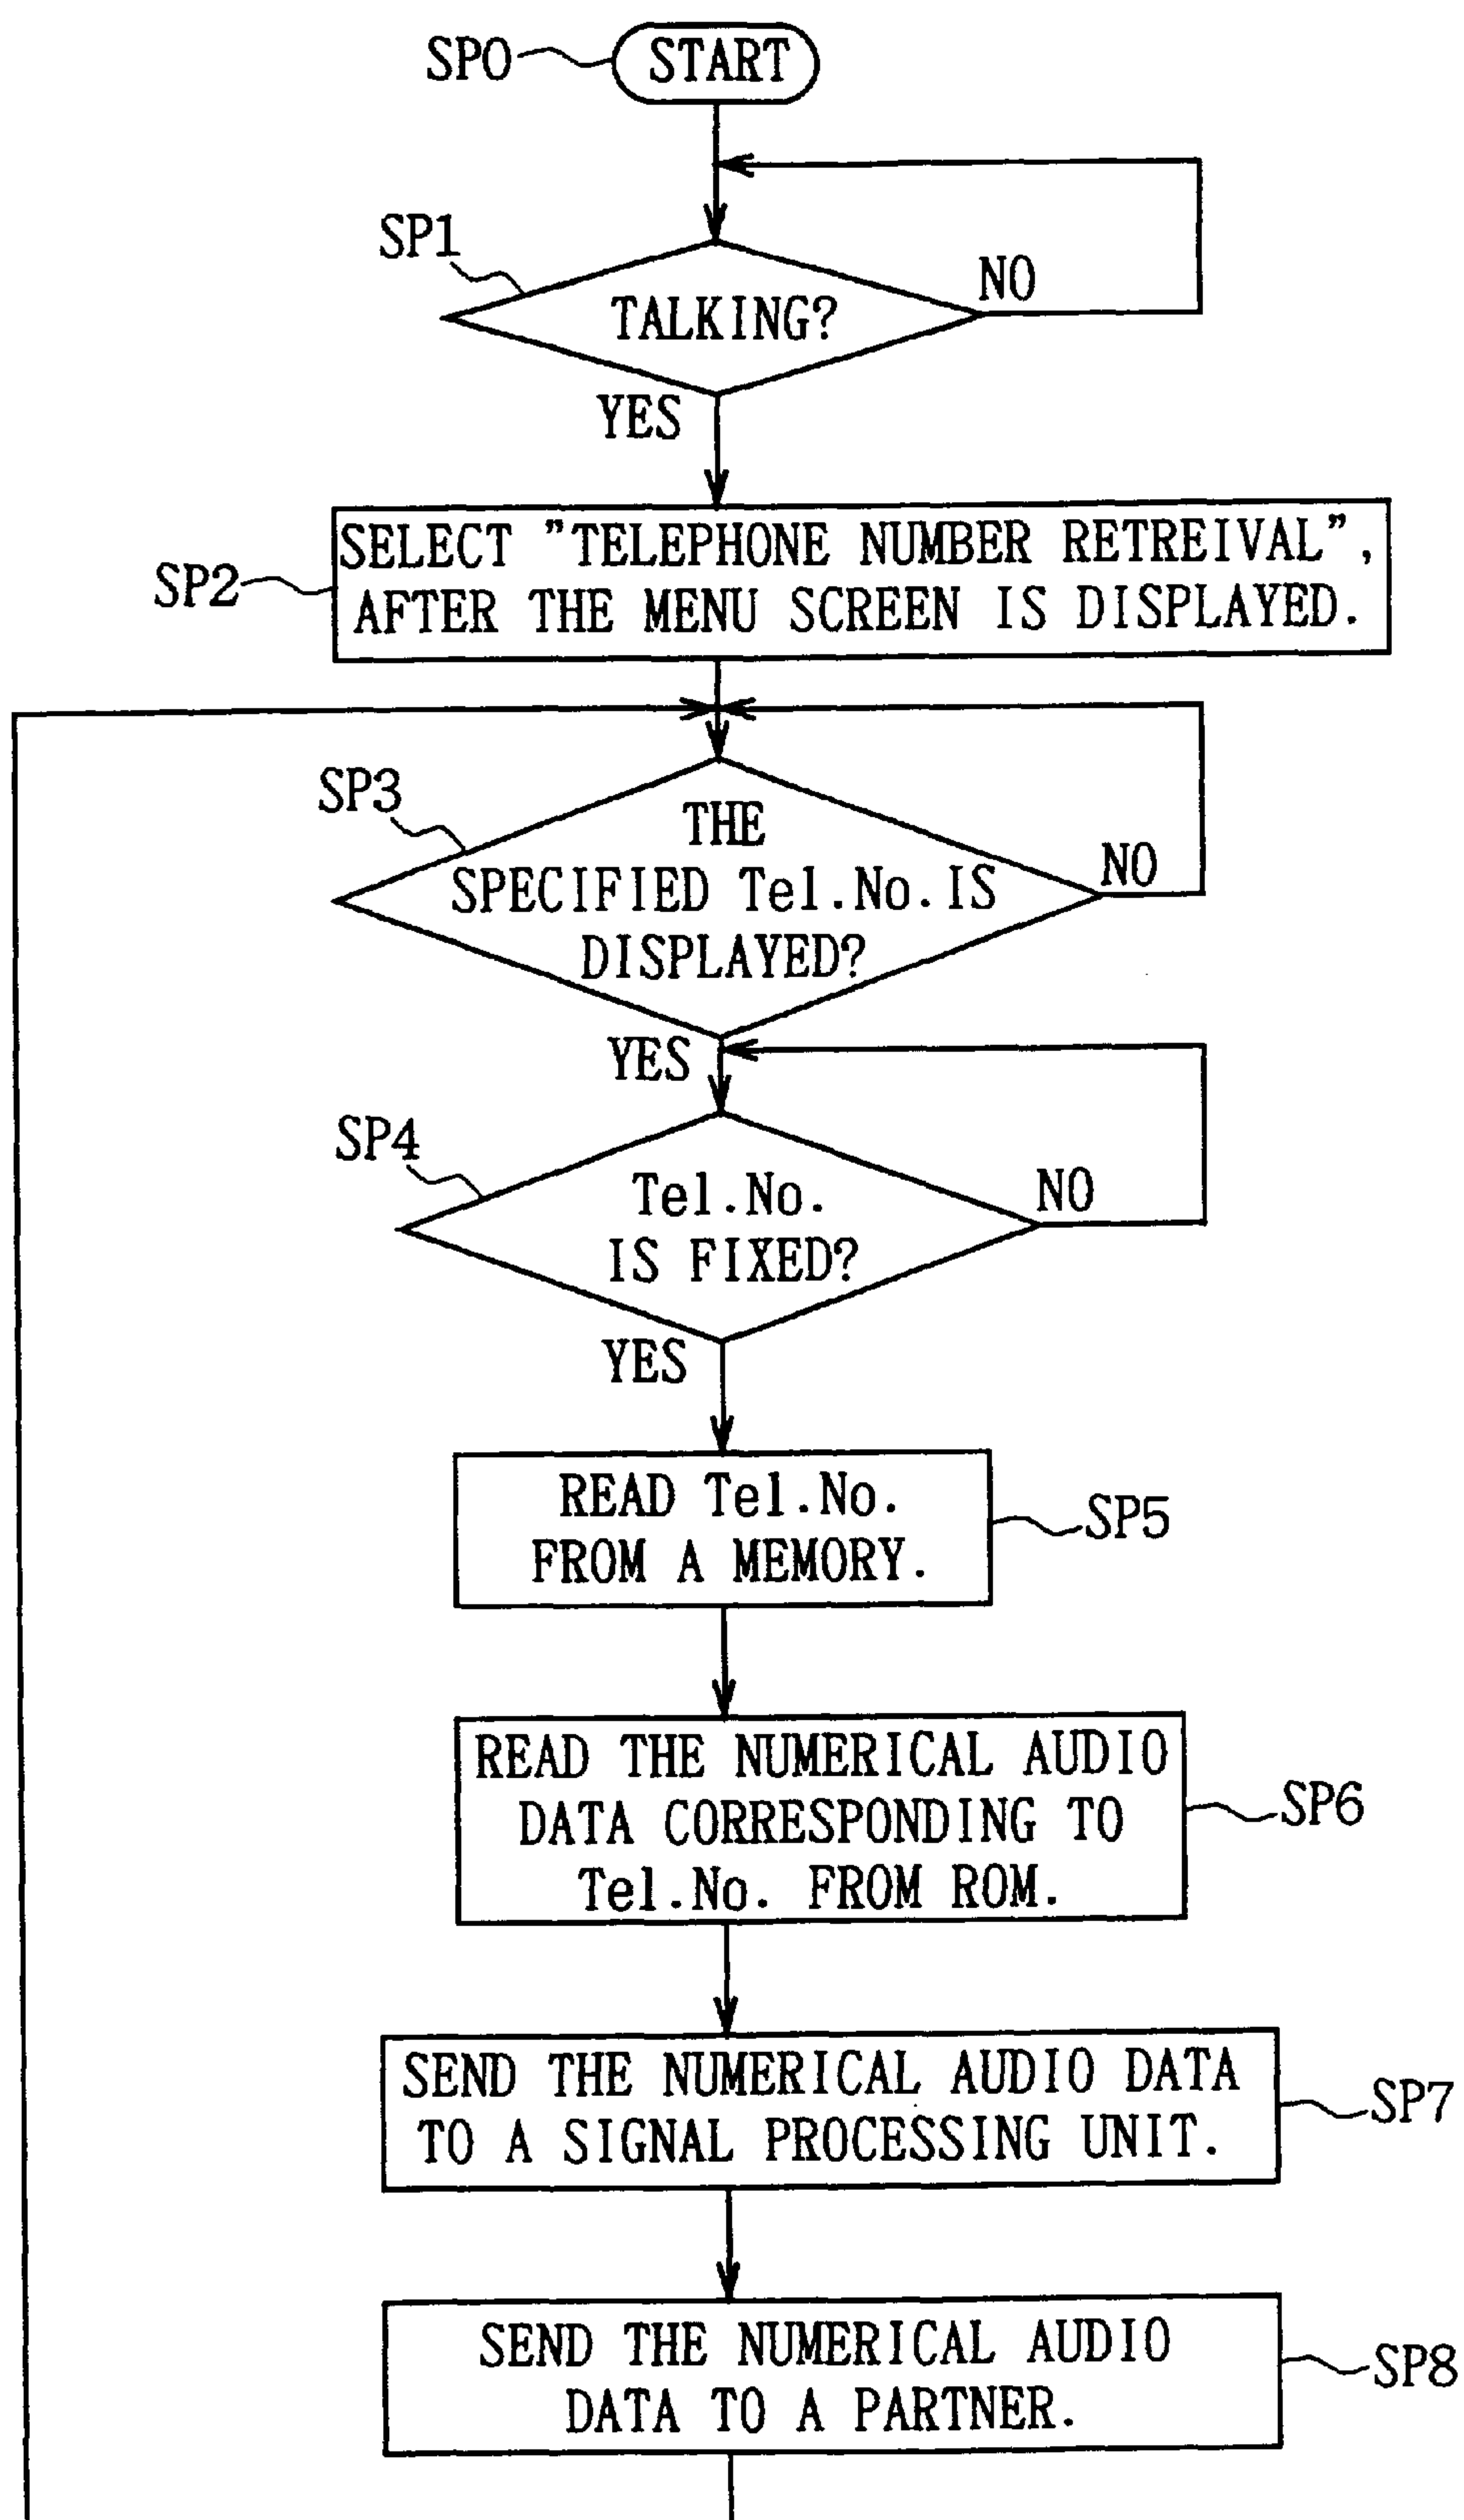 SP0
START
SP1
TALKING?
NO
YES
SP2
SELECT "TELEPHONE NUMBER RETREIVAL",
AFTER THE MENU SCREEN IS DISPLAYED.
SP3
THE
SPECIFIED Tel.No.IS
DISPLAYED?
NO
YES
SP4
Tel.No.
IS FIXED?
NO
YES
READ Tel.No.
FROM A MEMORY.
SP5
READ THE NUMERICAL AUDIO
DATA CORRESPONDING TO
Tel.No. FROM ROM.
SP6
SEND THE NUMERICAL AUDIO DATA
TO A SIGNAL PROCESSING UNIT.
SP7
SEND THE NUMERICAL AUDIO
DATA TO A PARTNER.
SP8